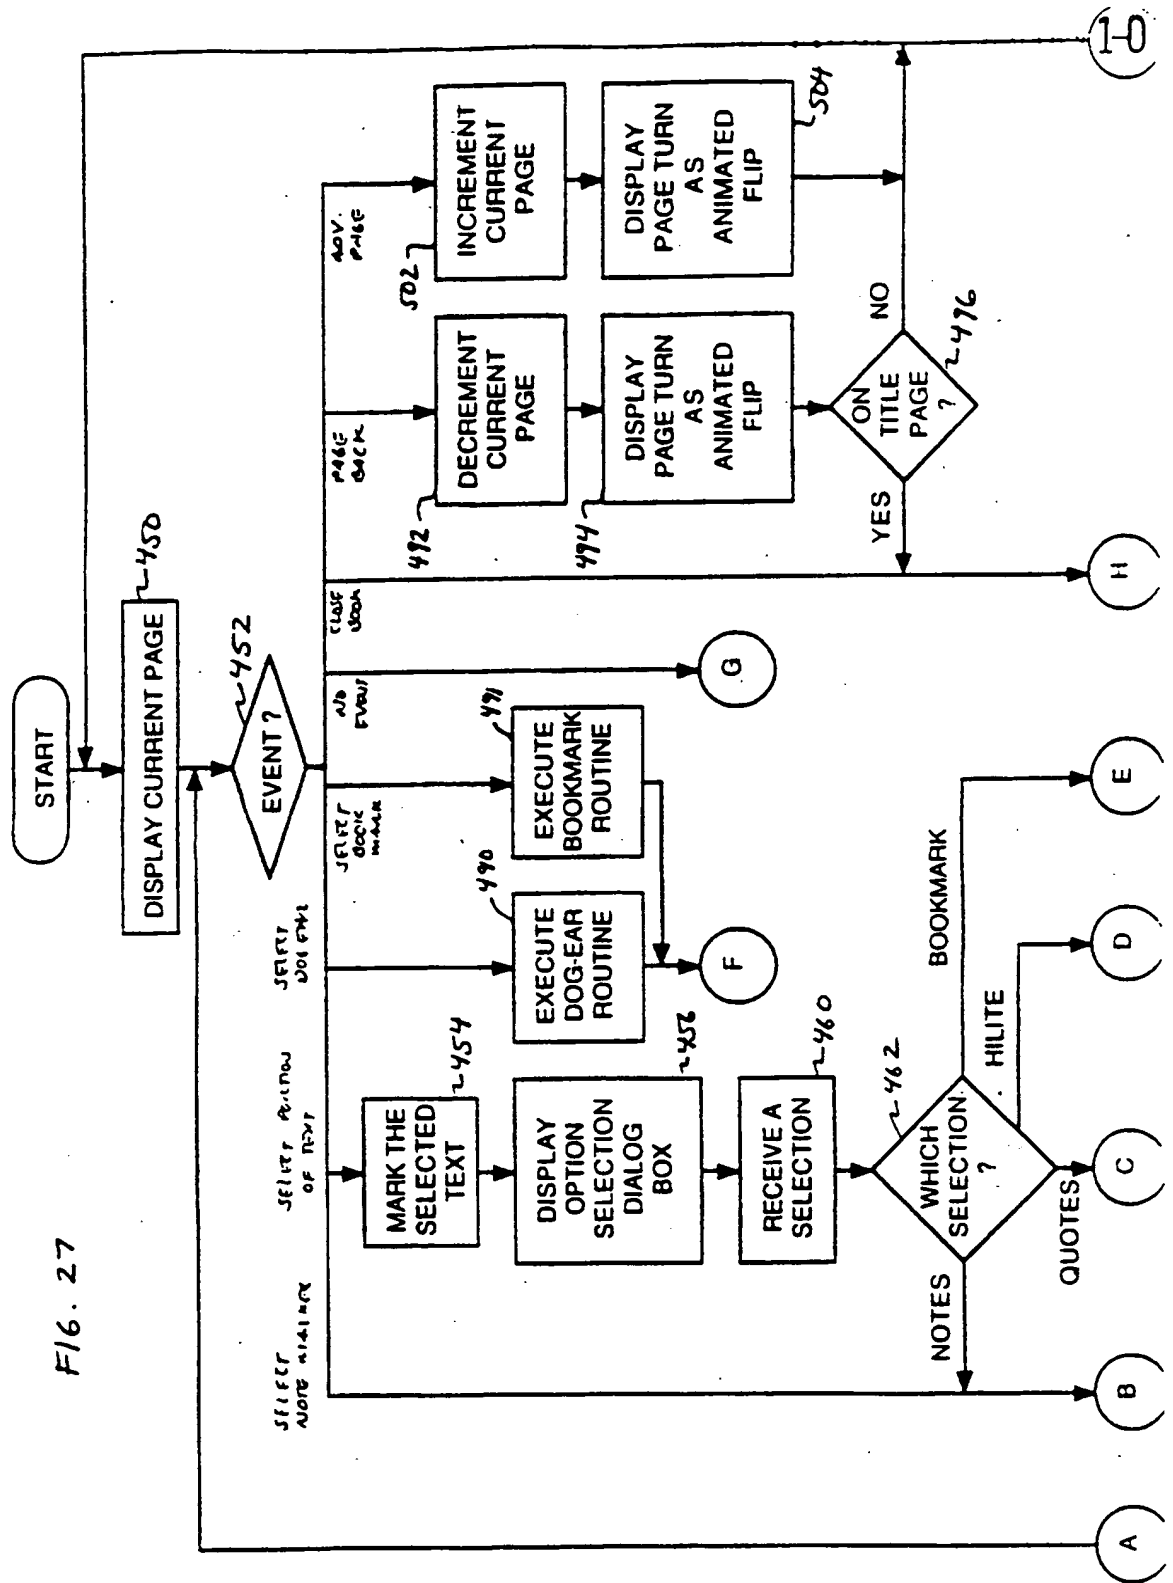 FIG. 27
START
DISPLAY CURRENT PAGE
450
EVENT ?
452
SELECT
NOTE
SELECT PORTION
OF TEXT
SELECT
SELECT
BOOK
MARK
NO
EVENT
CLOSE
BOOK
PAGE
BACK
ADV.
PAGE
MARK THE
SELECTED
TEXT
454
DISPLAY
OPTION
SELECTION
DIALOG
BOX
456
RECEIVE A
SELECTION
460
WHICH
SELECTION
?
462
NOTES
QUOTES
HILITE
BOOKMARK
EXECUTE
DOG-EAR
ROUTINE
490
EXECUTE
BOOKMARK
ROUTINE
491
DECREMENT
CURRENT
PAGE
492
DISPLAY
PAGE TURN
AS
ANIMATED
FLIP
494
ON
TITLE
PAGE
?
496
YES
NO
INCREMENT
CURRENT
PAGE
502
DISPLAY
PAGE TURN
AS
ANIMATED
FLIP
504
F
G
A
B
C
D
E
H
1-0